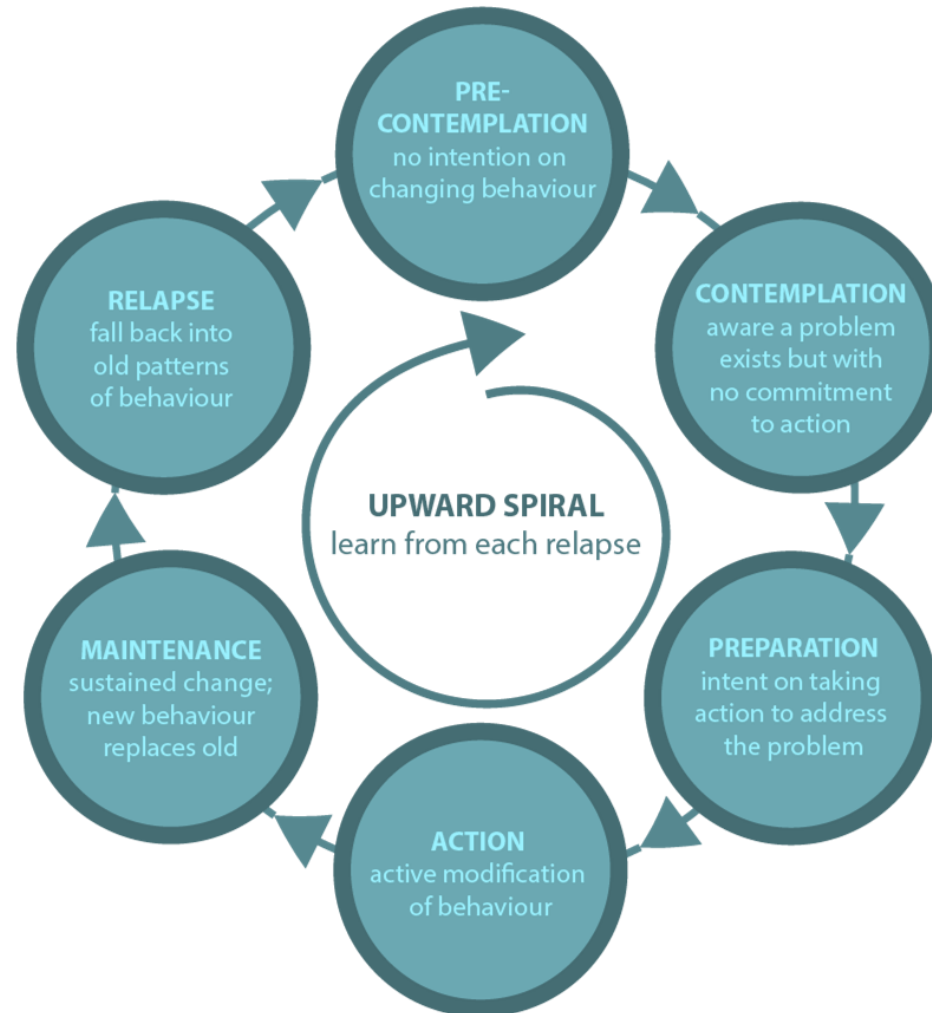 PRE-
CONTEMPLATION
no intention on
changing behaviour
CONTEMPLATION
aware a problem
exists but with
no commitment
to action
PREPARATION
intent on taking
action to address
the problem
ACTION
active modification
of behaviour
MAINTENANCE
sustained change;
new behaviour
replaces old
RELAPSE
fall back into
old patterns
of behaviour
UPWARD SPIRAL
learn from each relapse